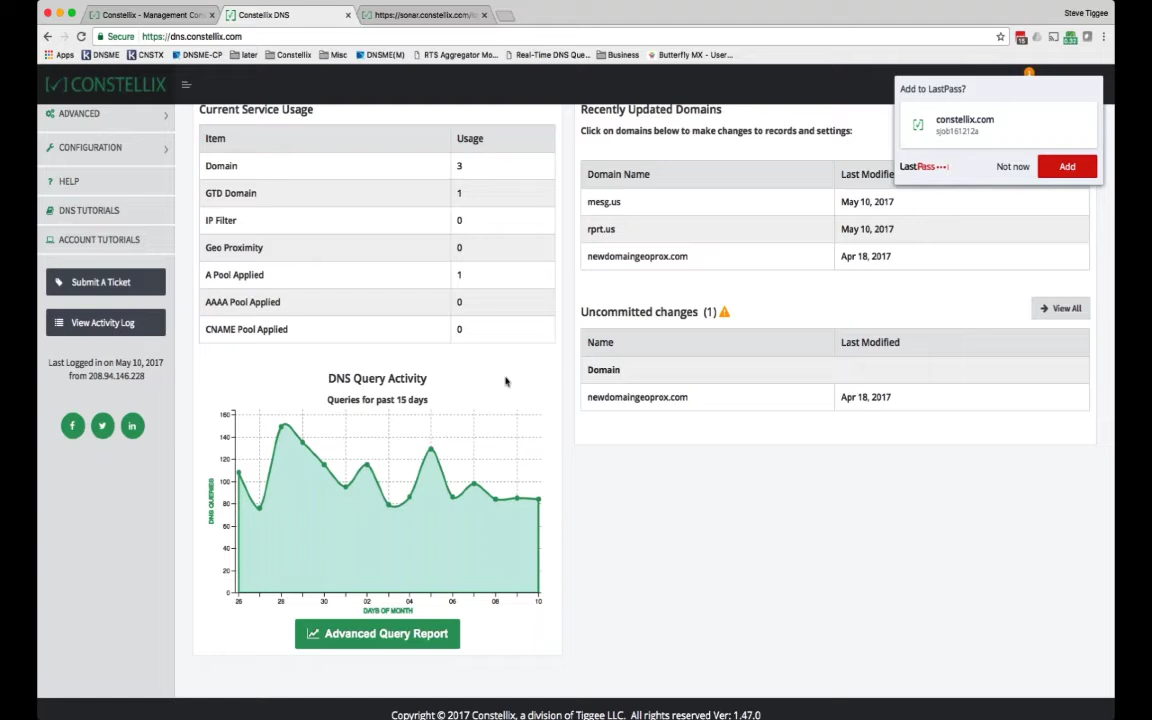 Constellix - Management Con
Constellix DNS
https://sonar.constellix.com/
Steve Tiggee
Secure
https://dns.constellix.com
Apps
DNSME
CNSTX
DNSME-CP
later
Constellix
Misc
DNSME(M)
RTS Aggregator Mo...
Real-Time DNS Que...
Business
Butterfly MX - User...
[✓] CONSTELLIX
ADVANCED
CONFIGURATION
? HELP
DNS TUTORIALS
ACCOUNT TUTORIALS
Submit A Ticket
View Activity Log
Last Logged in on May 10, 2017
from 208.94.146.228
Current Service Usage
Item Usage
Domain 3
GTD Domain 1
IP Filter 0
Geo Proximity 0
A Pool Applied 1
AAAA Pool Applied 0
CNAME Pool Applied 0
DNS Query Activity
Queries for past 15 days
160
140
120
100
80
60
40
20
0
DNS QUERIES
26 28 30 02 04 06 08 10
DAYS OF MONTH
Advanced Query Report
Recently Updated Domains
Click on domains below to make changes to records and settings:
Domain Name Last Modifie
mesg.us May 10, 2017
rprt.us May 10, 2017
newdomaingeoprox.com Apr 18, 2017
Uncommitted changes (1)
View All
Name Last Modified
Domain
newdomaingeoprox.com Apr 18, 2017
Add to LastPass?
constellix.com
sjob161212a
LastPass
Not now
Add
Copyright © 2017 Constellix, a division of Tiggee LLC. All rights reserved Ver: 1.47.0